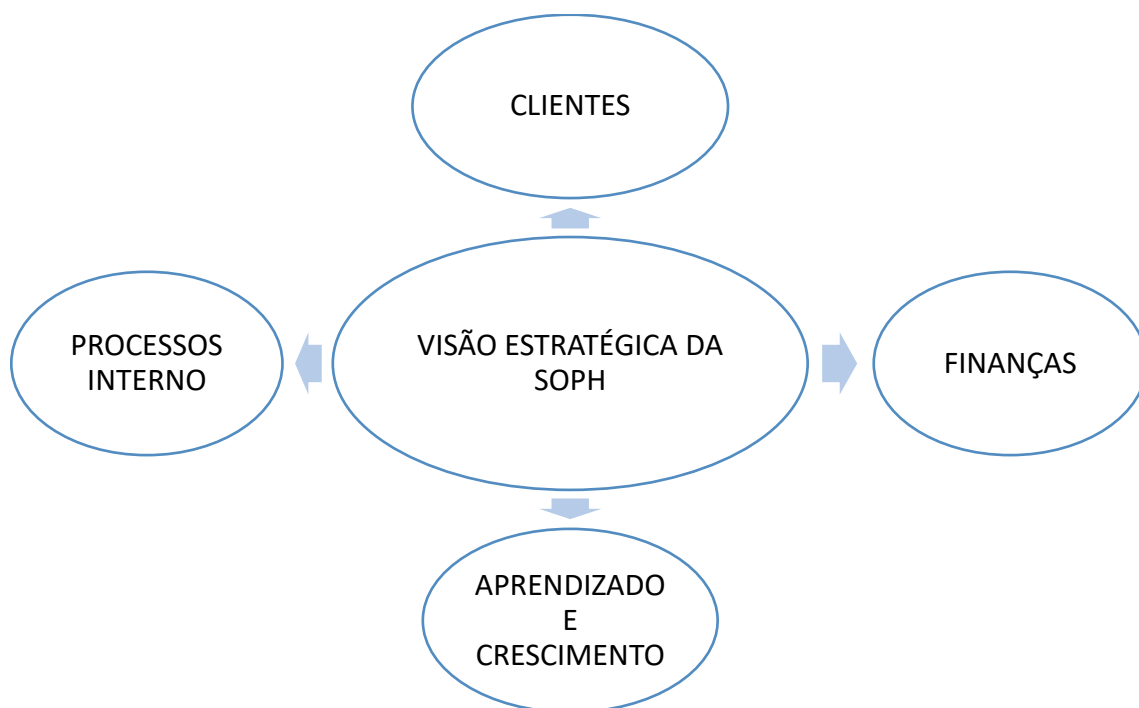 CLIENTES
PROCESSOS
INTERNO
VISÃO ESTRATÉGICA DA
SOPH
FINANÇAS
APRENDIZADO
E
CRESCIMENTO